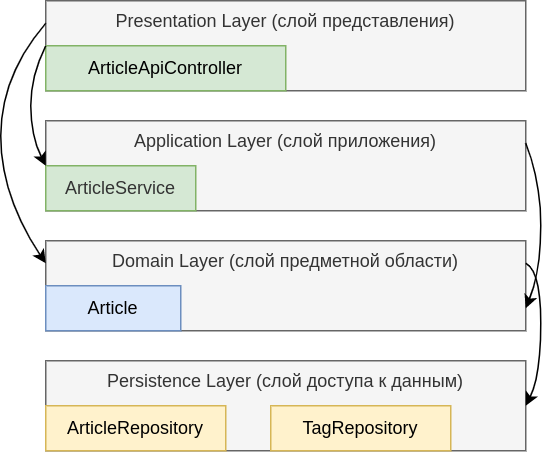 Presentation Layer (слой представления)
ArticleApiController
Application Layer (слой приложения)
ArticleService
Domain Layer (слой предметной области)
Article
Persistence Layer (слой доступа к данным)
ArticleRepository
TagRepository